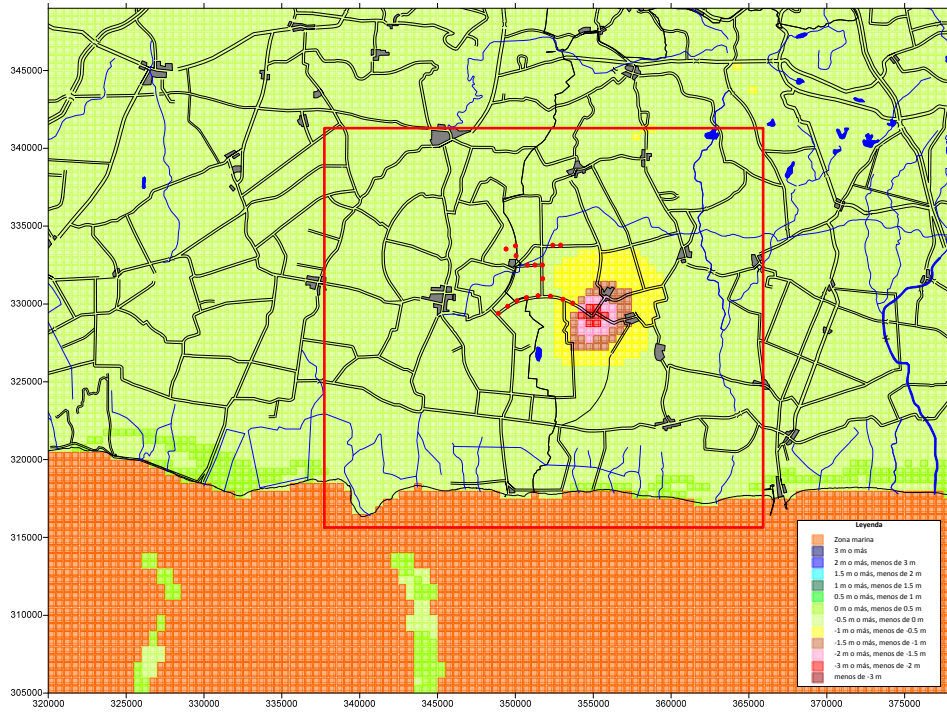 345000
340000
335000
330000
325000
320000
315000
310000
305000
320000
325000
330000
335000
340000
345000
350000
355000
360000
365000
370000
375000
Leyenda
Zona marina
3 m o más
2 m o más, menos de 3 m
1.5 m o más, menos de 2 m
1 m o más, menos de 1.5 m
0.5 m o más, menos de 1 m
0 m o más, menos de 0.5 m
-0.5 m o más, menos de 0 m
-1 m o más, menos de -0.5 m
-1.5 m o más, menos de -1 m
-2 m o más, menos de -1.5 m
-3 m o más, menos de -2 m
menos de -3 m